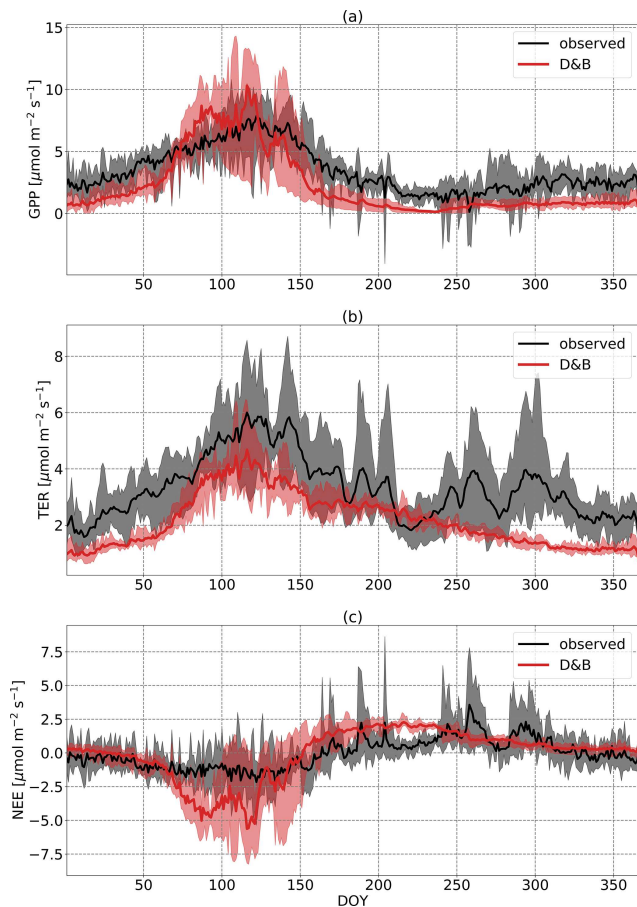 (a)
15
10
5
0
GPP [μmol m⁻² s⁻¹]
observed
D&B
50 100 150 200 250 300 350
(b)
8
6
4
2
TER [μmol m⁻² s⁻¹]
observed
D&B
50 100 150 200 250 300 350
(c)
7.5
5.0
2.5
0.0
−2.5
−5.0
−7.5
NEE [μmol m⁻² s⁻¹]
observed
D&B
50 100 150 200 250 300 350
DOY